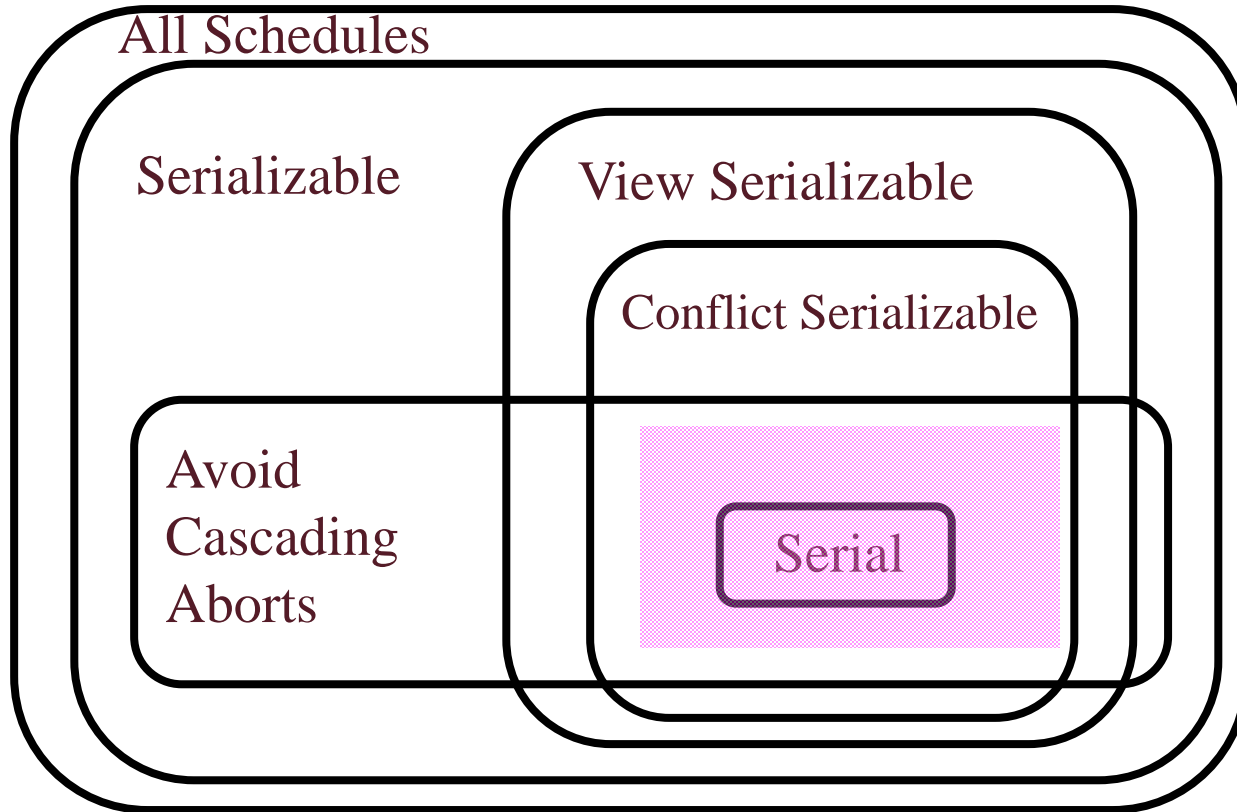 All Schedules
Serializable
View Serializable
Conflict Serializable
Avoid
Cascading
Aborts
Serial